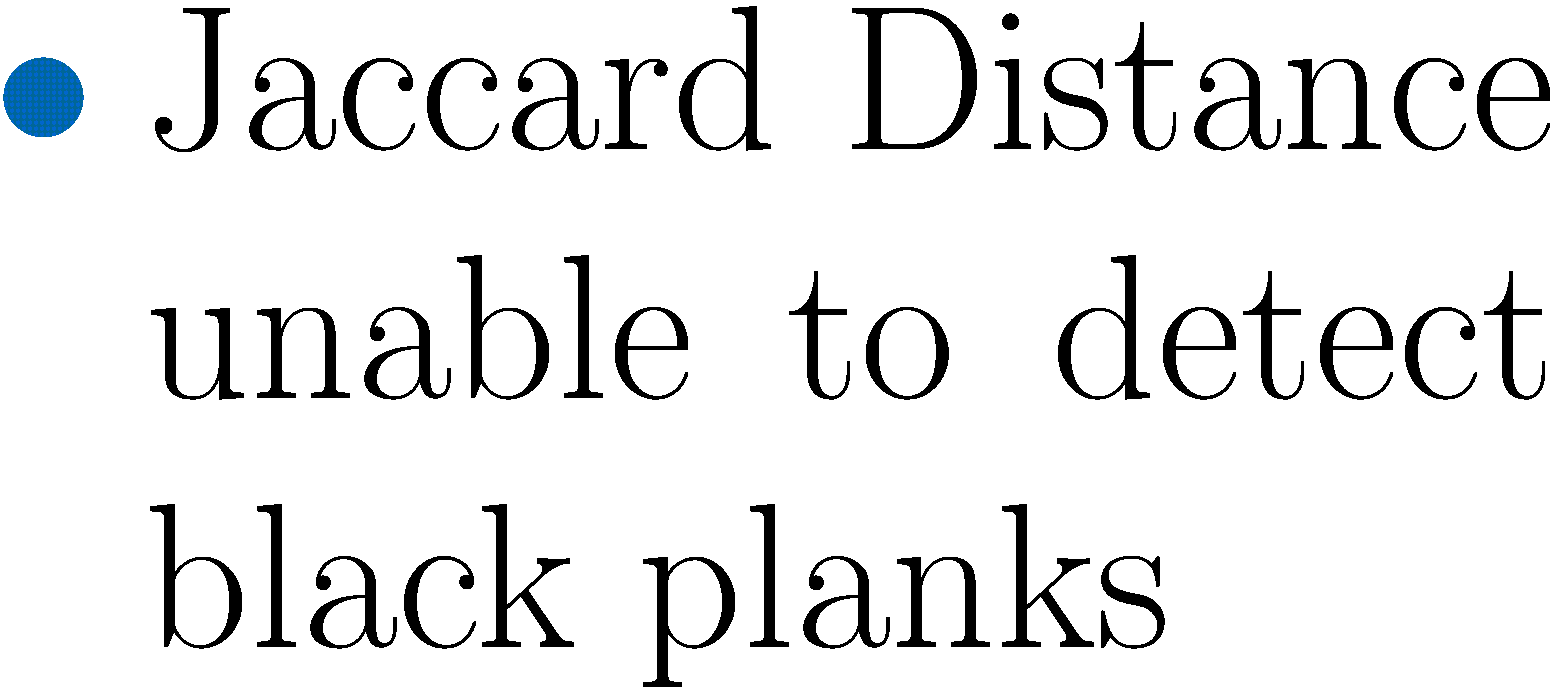 • Jaccard Distance
unable to detect
black planks